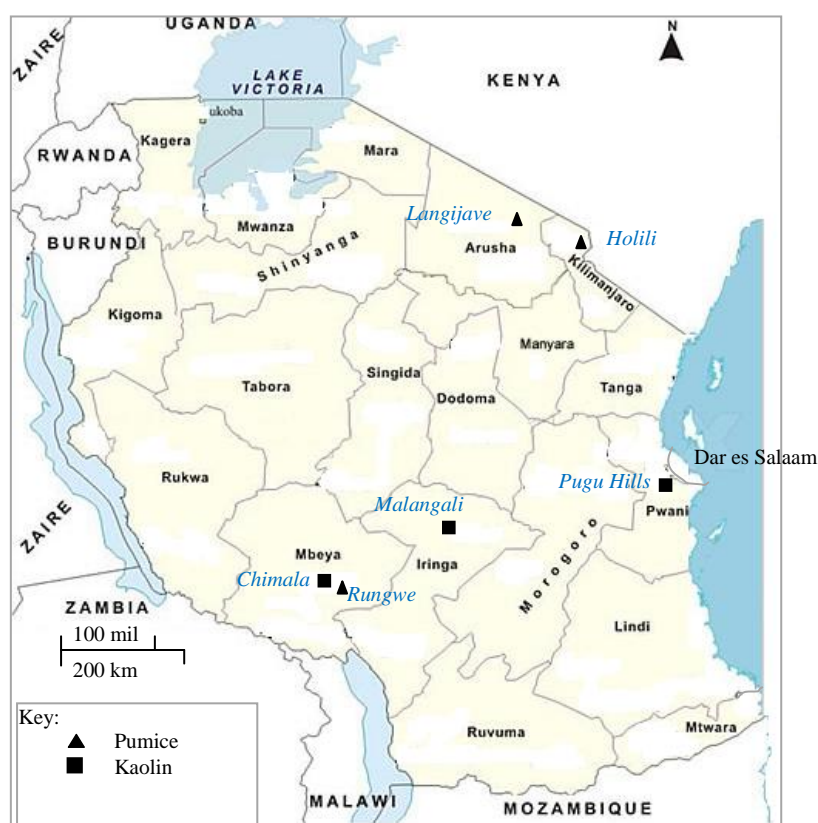 UGANDA
ZAIRE
N
LAKE
VICTORIA
KENYA
ukoba
Kagera
Mara
RWANDA
Langijave
Mwanza
Holili
BURUNDI
Shinyanga
Arusha
Kilimanjaro
Kigoma
Manyara
Singida
Tabora
Tanga
Dodoma
Dar es Salaam
Rukwa
Pugu Hills
Malangali
Pwani
ZAIRE
Mbeya
Iringa
Morogoro
Chimala
Rungwe
ZAMBIA
Lindi
100 mil
200 km
Key:
Pumice
Kaolin
Ruvuma
Mtwara
MALAWI
MOZAMBIQUE